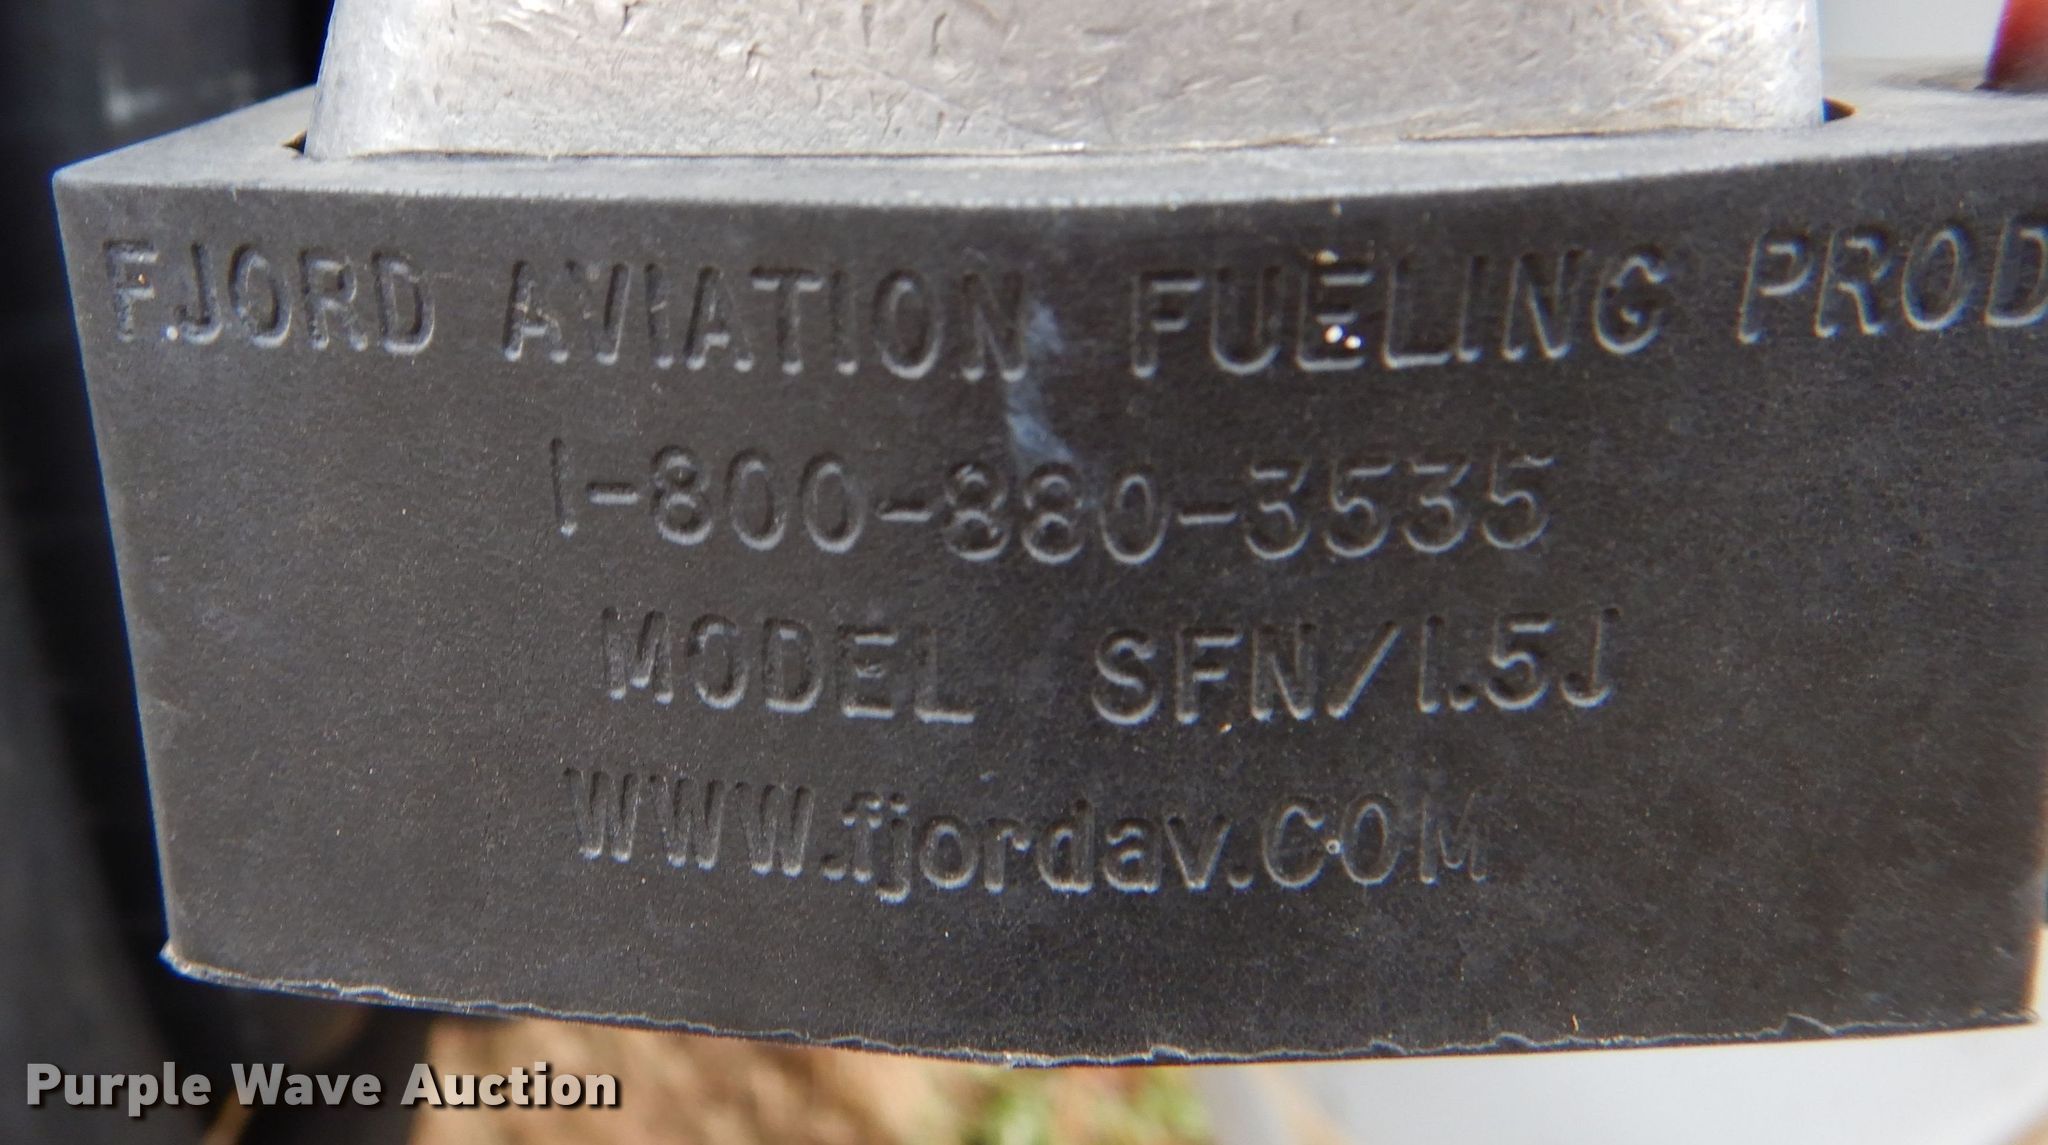 FJORD AVIATION FUELING PROD
1-800-880-3535
MODEL SFN/1.5J
WWW.fjordav.COM
Purple Wave Auction